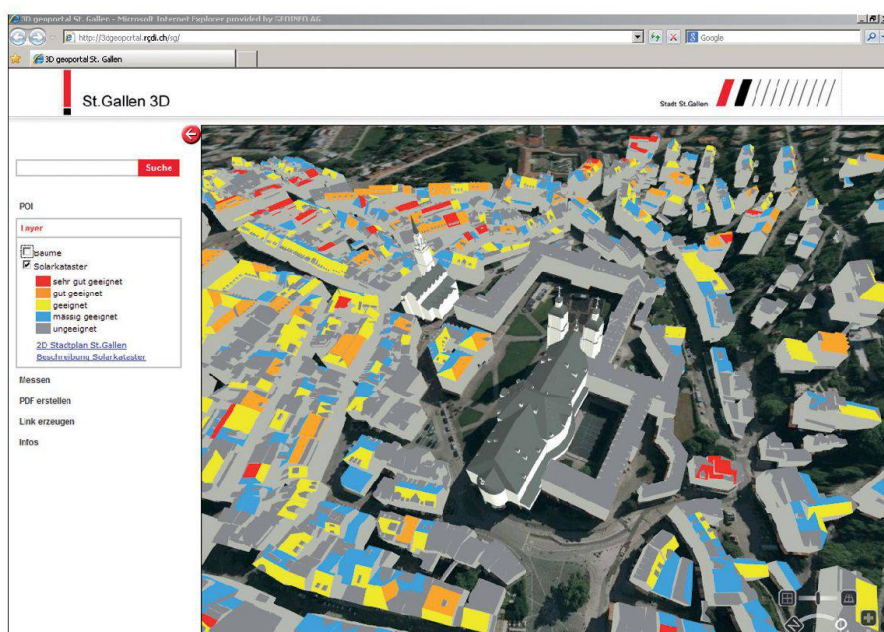 3D geoportal St. Gallen - Microsoft Internet Explorer provided by GEOINFO AG
http://3dgeoportal.rgdi.ch/sg/
Google
3D geoportal St. Gallen
St.Gallen 3D
Stadt St.Gallen
Suche
POI
Layer
Bäume
Solarkataster
sehr gut geeignet
gut geeignet
geeignet
mässig geeignet
ungeeignet
2D Stadtplan St.Gallen
Beschreibung Solarkataster
Messen
PDF erstellen
Link erzeugen
Infos